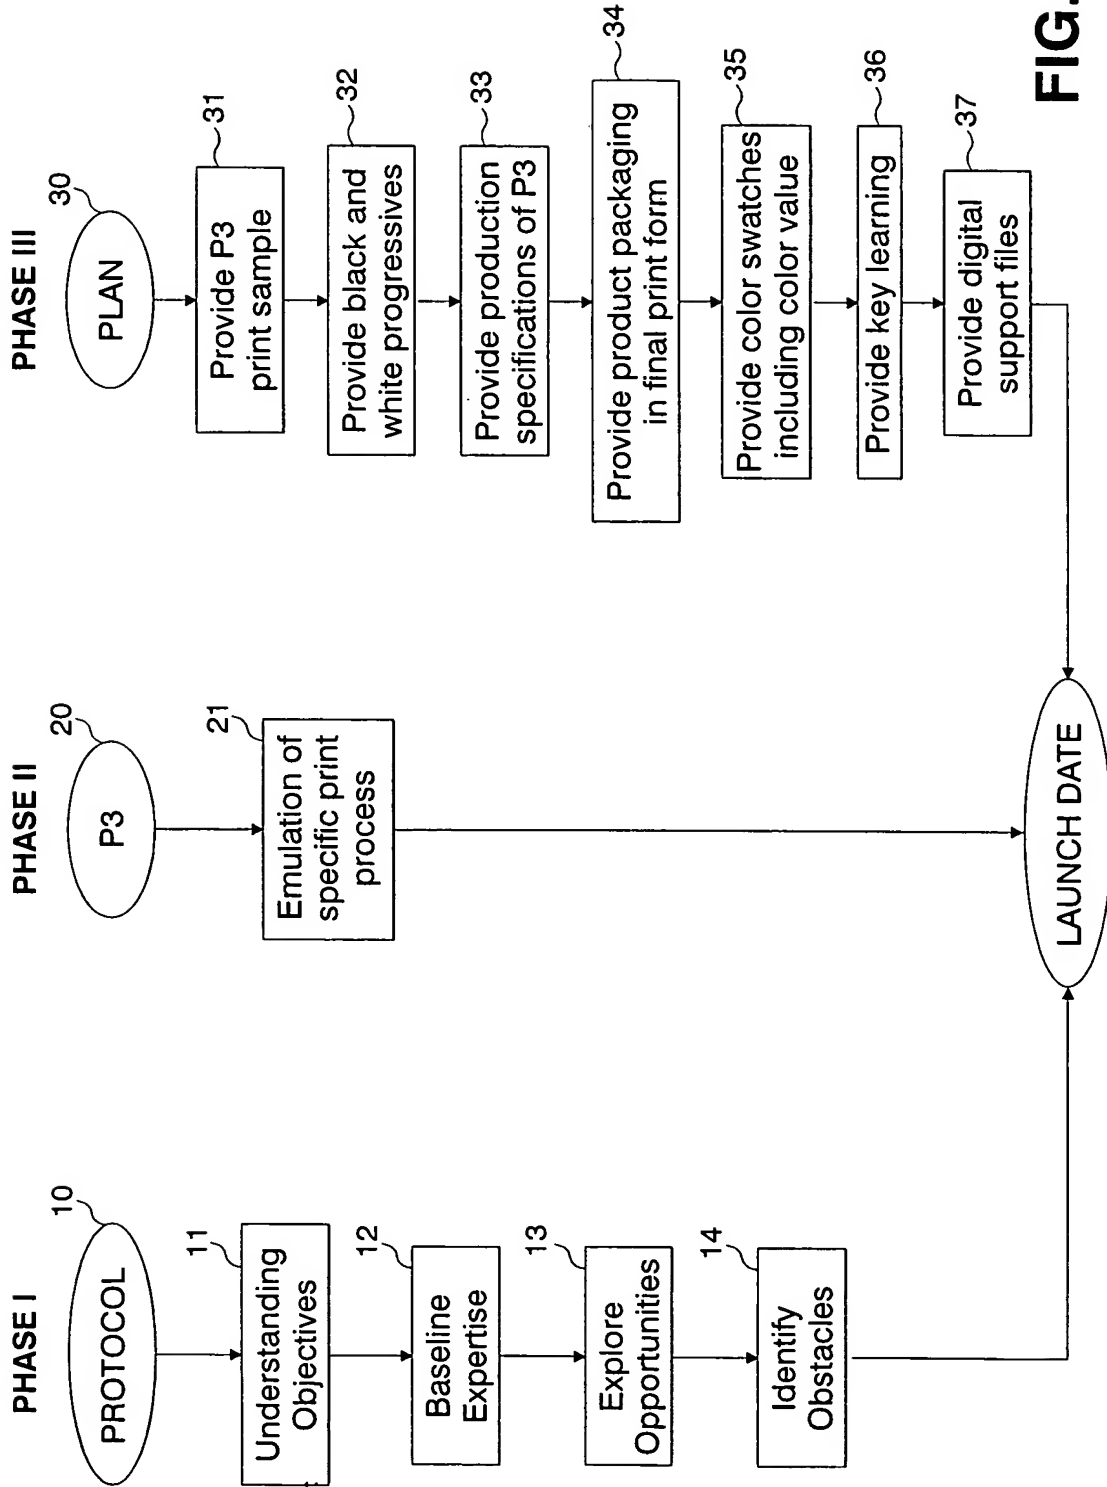 PHASE I
PROTOCOL
10
Understanding
Objectives
11
Baseline
Expertise
12
Explore
Opportunities
13
Identify
Obstacles
14
PHASE II
P3
20
Emulation of
specific print
process
21
LAUNCH DATE
PHASE III
PLAN
30
Provide P3
print sample
31
Provide black and
white progressives
32
Provide production
specifications of P3
33
Provide product packaging
in final print form
34
Provide color swatches
including color value
35
Provide key learning
36
Provide digital
support files
37
FIG.